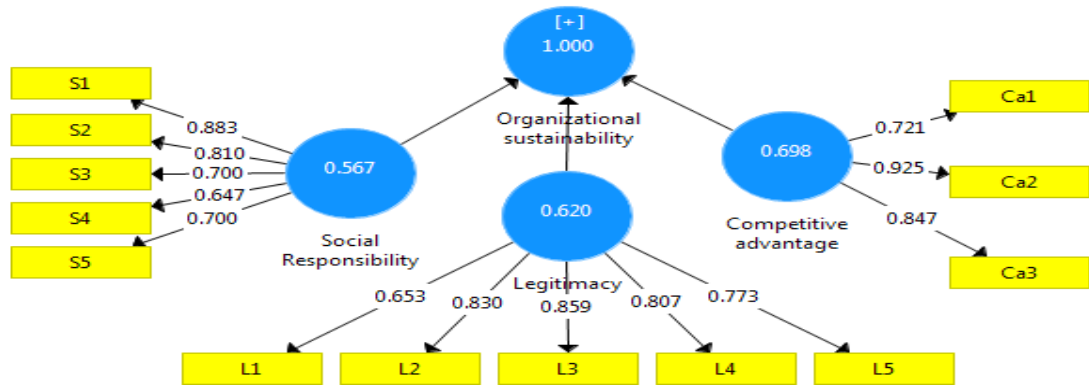 [+]
1.000
Organizational
sustainability
S1
S2
S3
S4
S5
0.883
0.810
0.700
0.647
0.700
0.567
Social
Responsibility
0.620
Legitimacy
0.653
0.830
0.859
0.807
0.773
L1
L2
L3
L4
L5
0.698
Competitive
advantage
0.721
0.925
0.847
Ca1
Ca2
Ca3